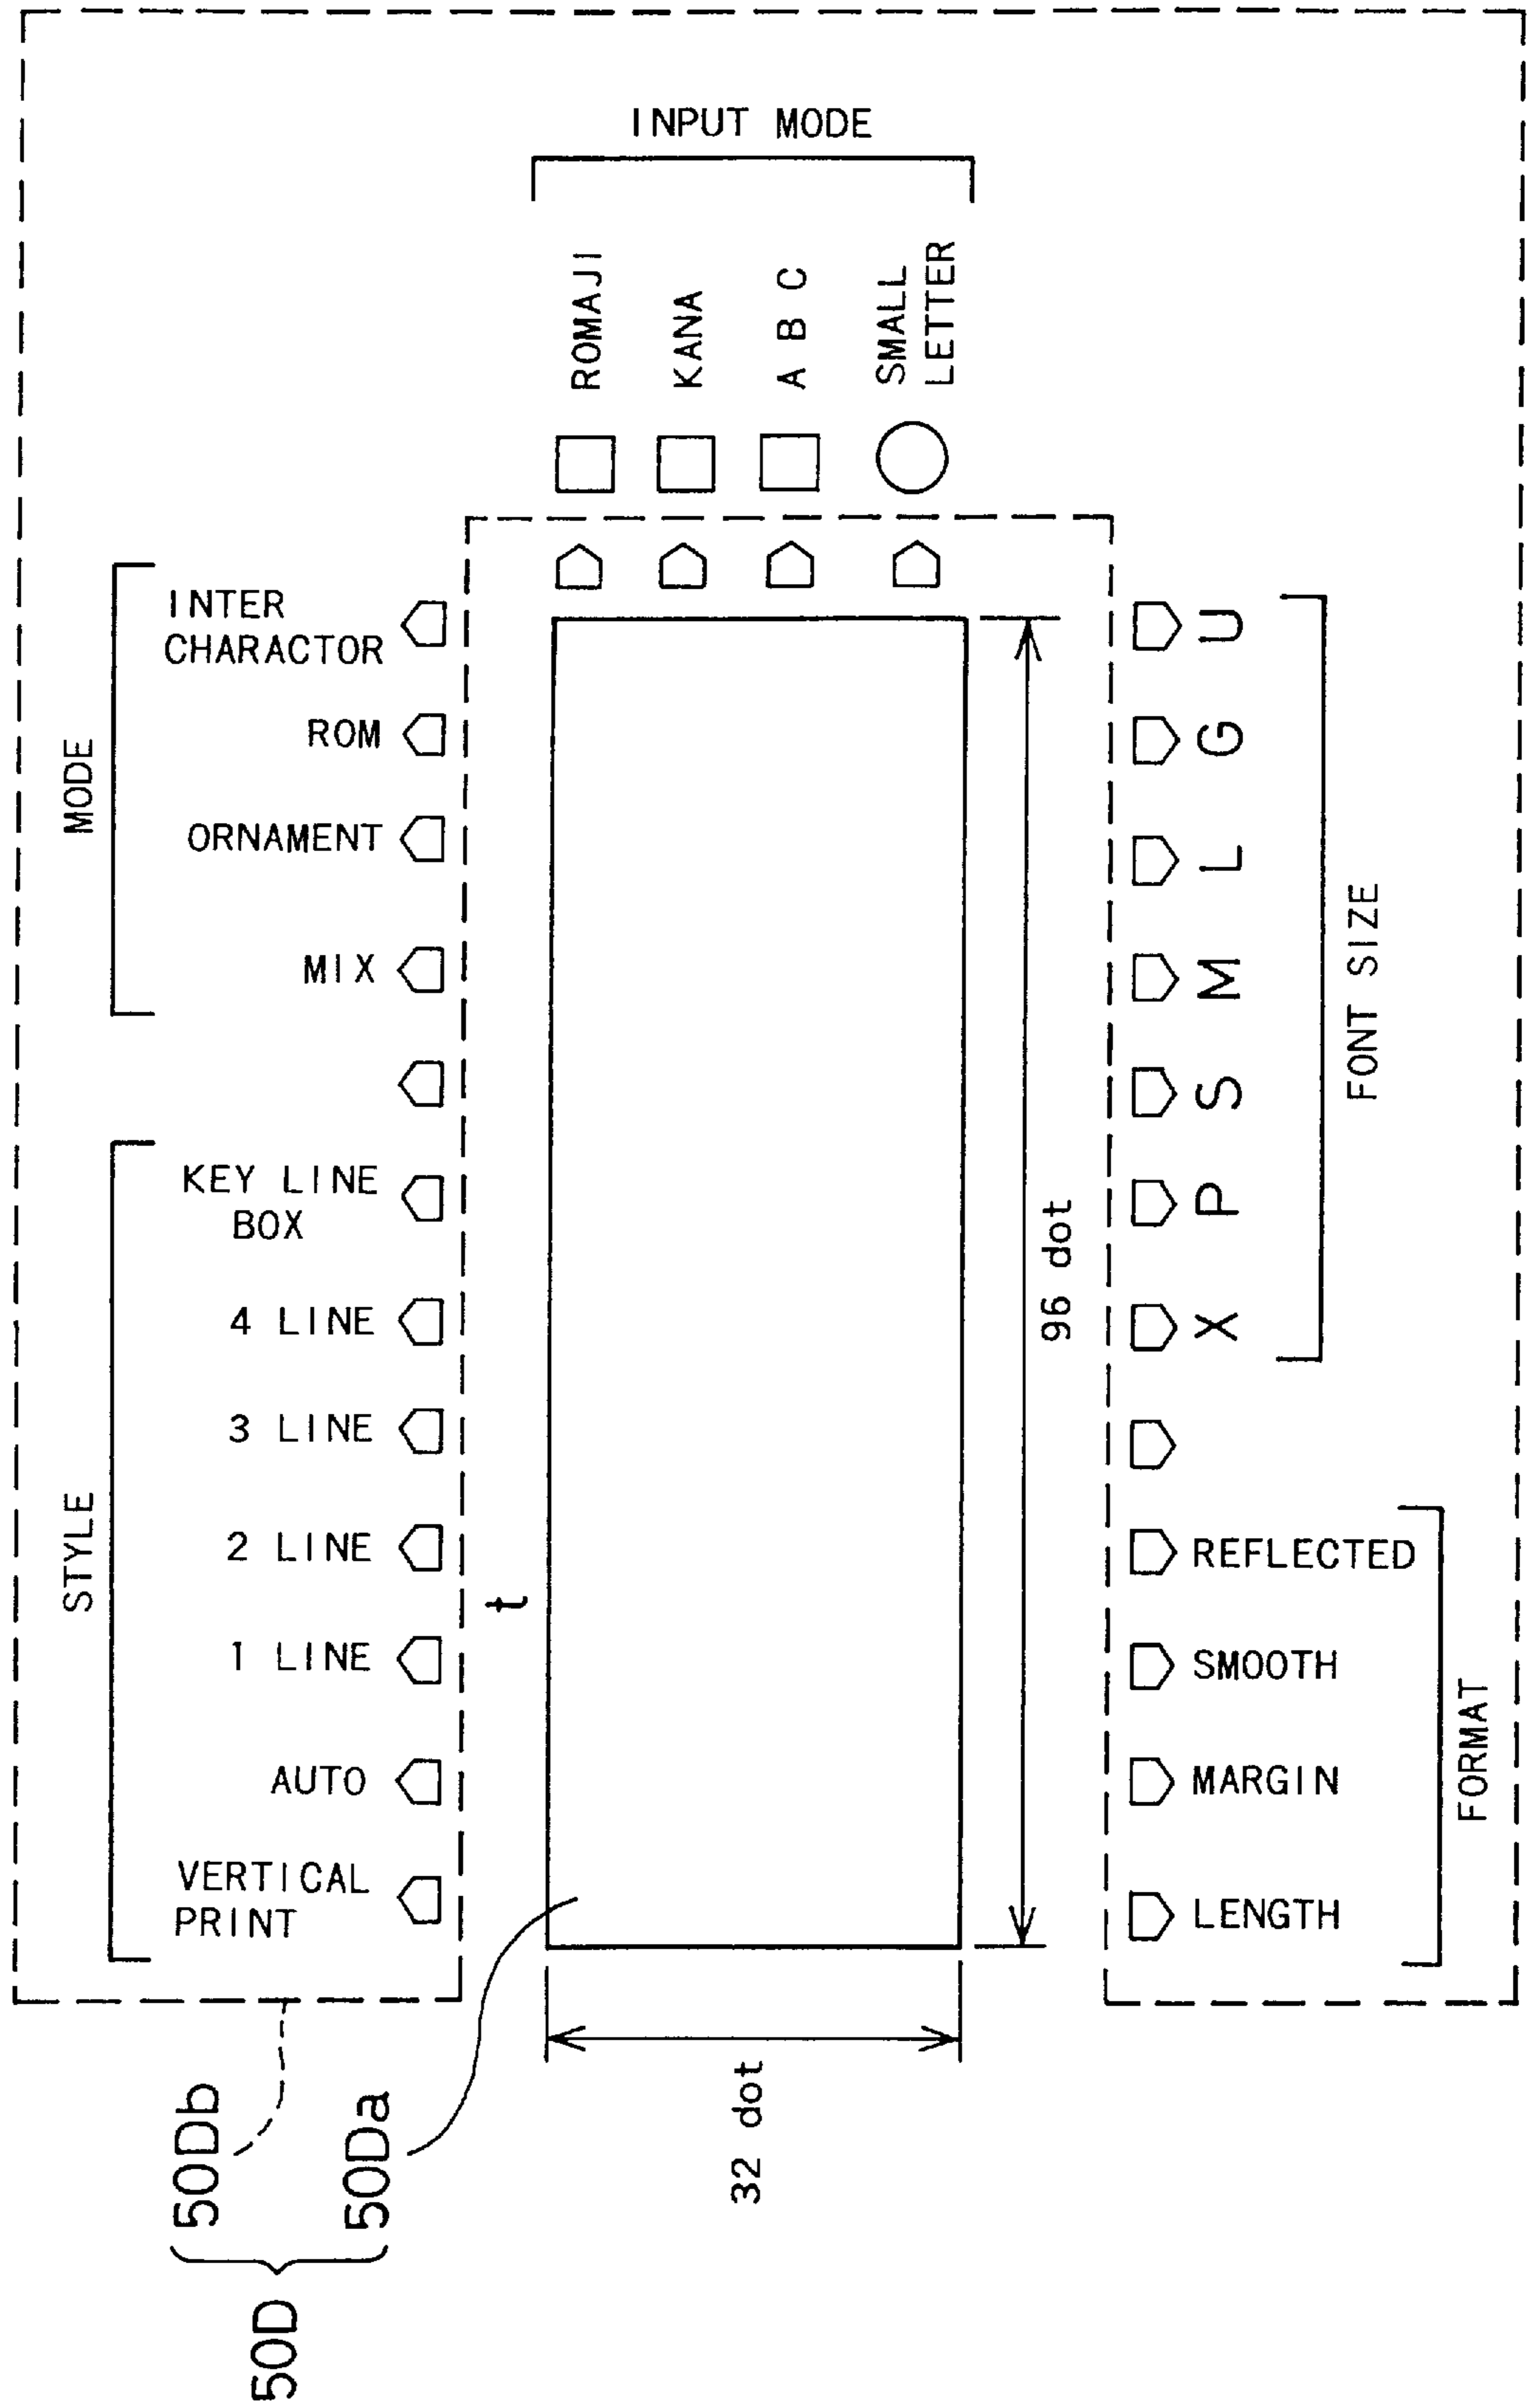 INPUT MODE
ROMAJI
KANA
A B C
SMALL
LETTER
MODE
INTER
CHARACTOR
ROM
ORNAMENT
MIX
STYLE
KEY LINE
BOX
4 LINE
3 LINE
2 LINE
1 LINE
AUTO
VERTICAL
PRINT
t
96 dot
32 dot
U
G
L
M
S
P
X
FONT SIZE
REFLECTED
SMOOTH
MARGIN
LENGTH
FORMAT
50Db
50Da
50D